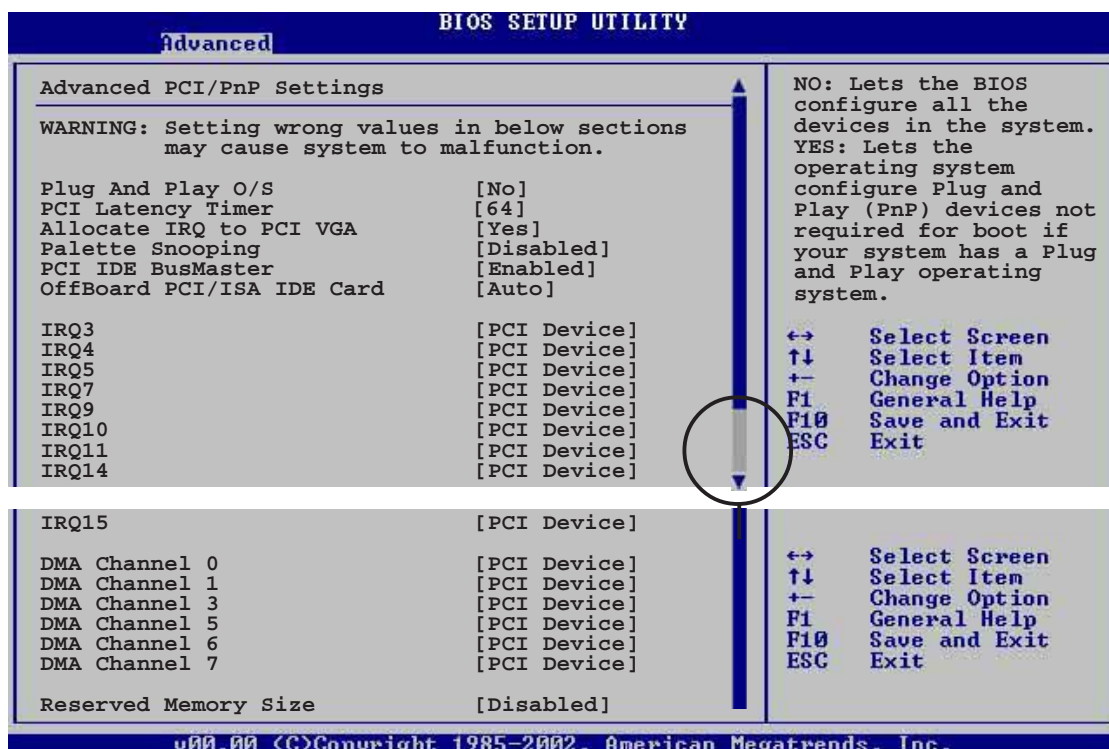 BIOS SETUP UTILITY
Advanced
Advanced PCI/PnP Settings
WARNING: Setting wrong values in below sections
may cause system to malfunction.
Plug And Play O/S [No]
PCI Latency Timer [64]
Allocate IRQ to PCI VGA [Yes]
Palette Snooping [Disabled]
PCI IDE BusMaster [Enabled]
OffBoard PCI/ISA IDE Card [Auto]
IRQ3 [PCI Device]
IRQ4 [PCI Device]
IRQ5 [PCI Device]
IRQ7 [PCI Device]
IRQ9 [PCI Device]
IRQ10 [PCI Device]
IRQ11 [PCI Device]
IRQ14 [PCI Device]
NO: Lets the BIOS
configure all the
devices in the system.
YES: Lets the
operating system
configure Plug and
Play (PnP) devices not
required for boot if
your system has a Plug
and Play operating
system.
←→ Select Screen
↑↓ Select Item
+- Change Option
F1 General Help
F10 Save and Exit
ESC Exit
IRQ15 [PCI Device]
DMA Channel 0 [PCI Device]
DMA Channel 1 [PCI Device]
DMA Channel 3 [PCI Device]
DMA Channel 5 [PCI Device]
DMA Channel 6 [PCI Device]
DMA Channel 7 [PCI Device]
Reserved Memory Size [Disabled]
←→ Select Screen
↑↓ Select Item
+- Change Option
F1 General Help
F10 Save and Exit
ESC Exit
v00.00 (C)Copyright 1985-2002, American Megatrends, Inc.